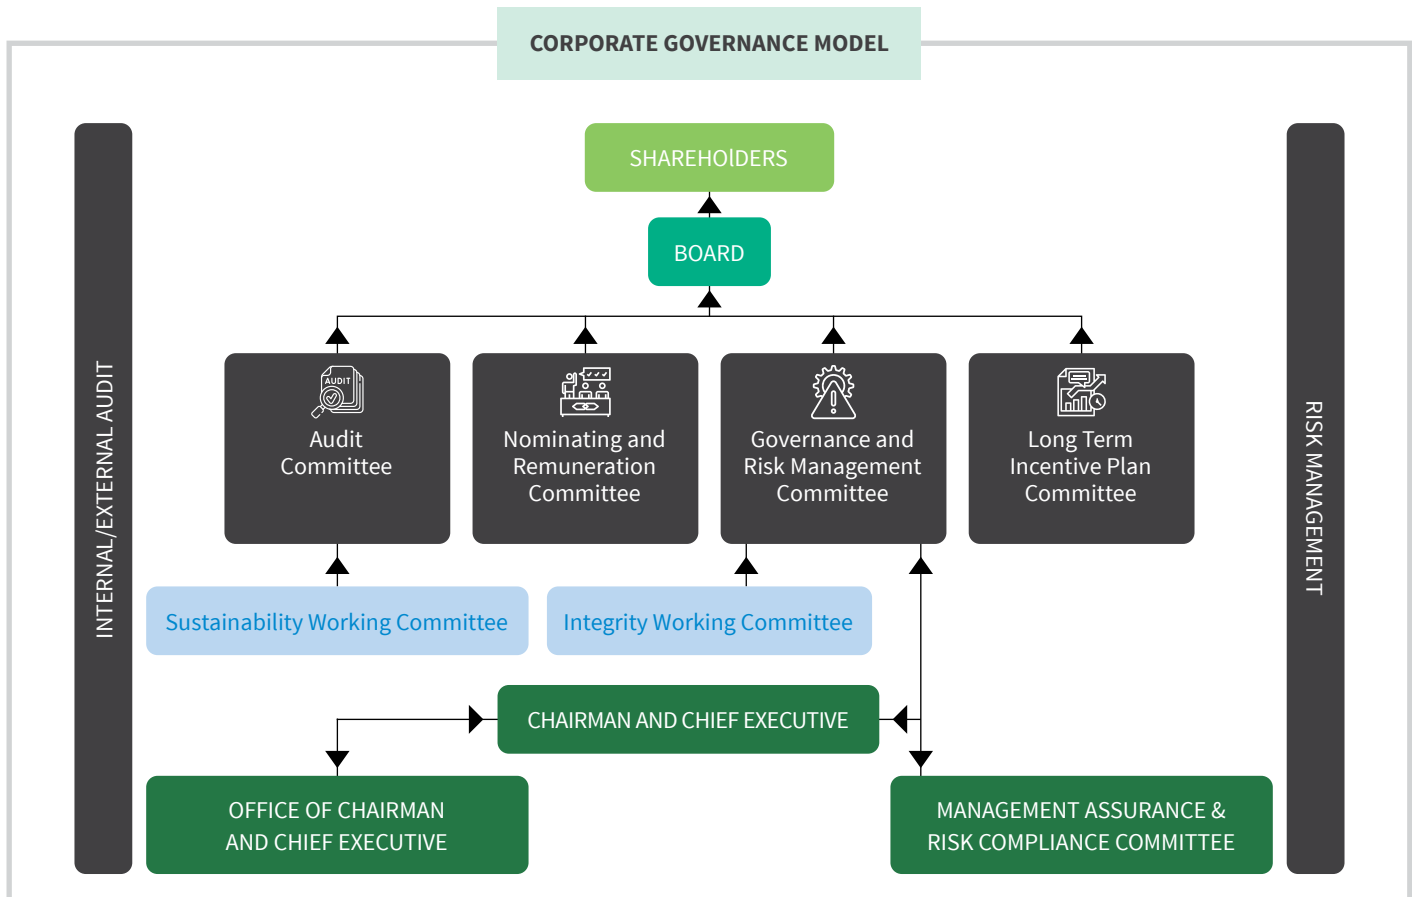 CORPORATE GOVERNANCE MODEL
SHAREHOlDERS
BOARD
INTERNAL/EXTERNAL AUDIT
AUDIT
Audit
Committee
Nominating and
Remuneration
Committee
Governance and
Risk Management
Committee
Long Term
Incentive Plan
Committee
RISK MANAGEMENT
Sustainability Working Committee
Integrity Working Committee
CHAIRMAN AND CHIEF EXECUTIVE
OFFICE OF CHAIRMAN
AND CHIEF EXECUTIVE
MANAGEMENT ASSURANCE &
RISK COMPLIANCE COMMITTEE